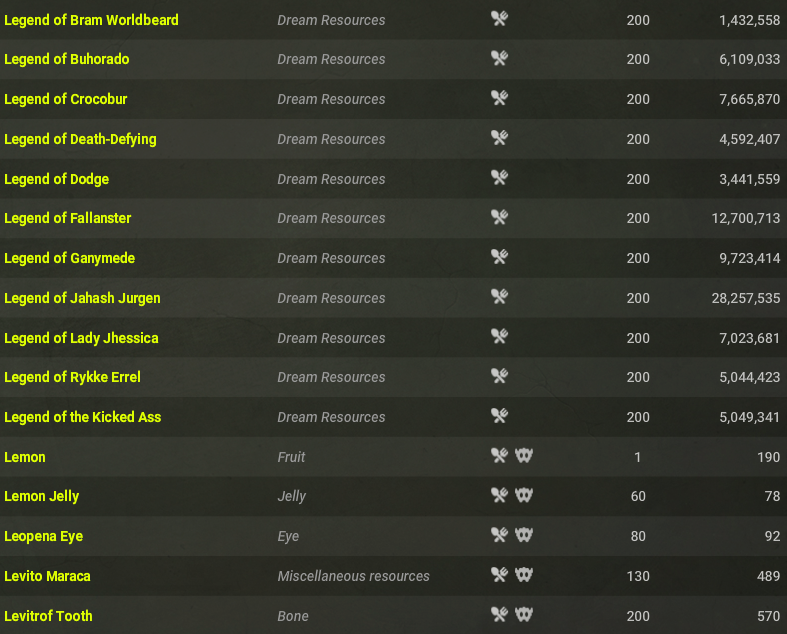 Legend of Bram Worldbeard Dream Resources 200 1,432,558
Legend of Buhorado Dream Resources 200 6,109,033
Legend of Crocobur Dream Resources 200 7,665,870
Legend of Death-Defying Dream Resources 200 4,592,407
Legend of Dodge Dream Resources 200 3,441,559
Legend of Fallanster Dream Resources 200 12,700,713
Legend of Ganymede Dream Resources 200 9,723,414
Legend of Jahash Jurgen Dream Resources 200 28,257,535
Legend of Lady Jhessica Dream Resources 200 7,023,681
Legend of Rykke Errel Dream Resources 200 5,044,423
Legend of the Kicked Ass Dream Resources 200 5,049,341
Lemon Fruit 1 190
Lemon Jelly Jelly 60 78
Leopena Eye Eye 80 92
Levito Maraca Miscellaneous resources 130 489
Levitrof Tooth Bone 200 570